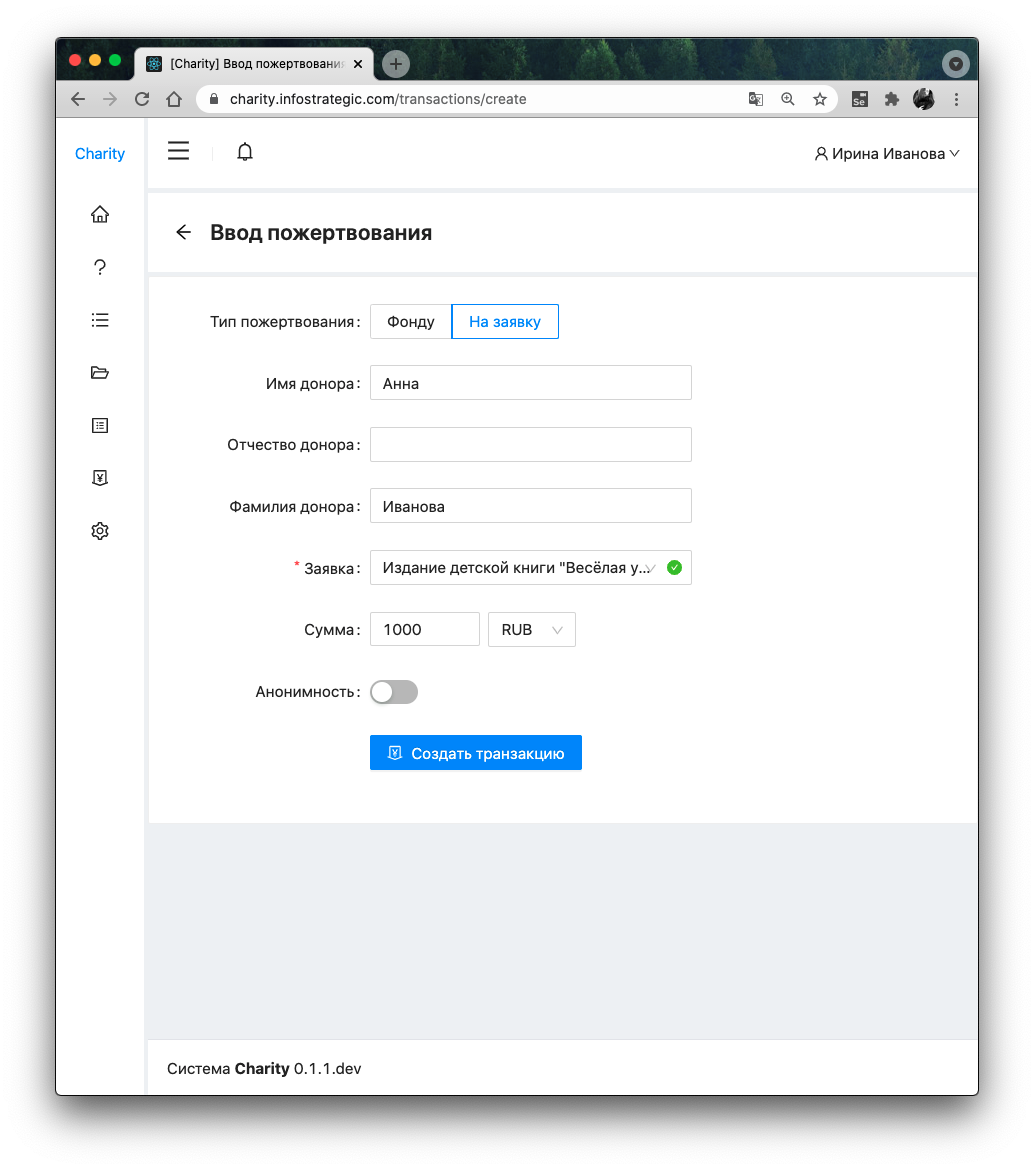 [Charity] Ввод пожертвовани
charity.infostrategic.com/transactions/create
Se
Charity
Ирина Иванова
Ввод пожертвования
Тип пожертвования: Фонду На заявку
Имя донора: Анна
Отчество донора:
Фамилия донора: Иванова
* Заявка: Издание детской книги "Весёлая у...
Сумма: 1000 RUB
Анонимность:
Создать транзакцию
Система Charity 0.1.1.dev